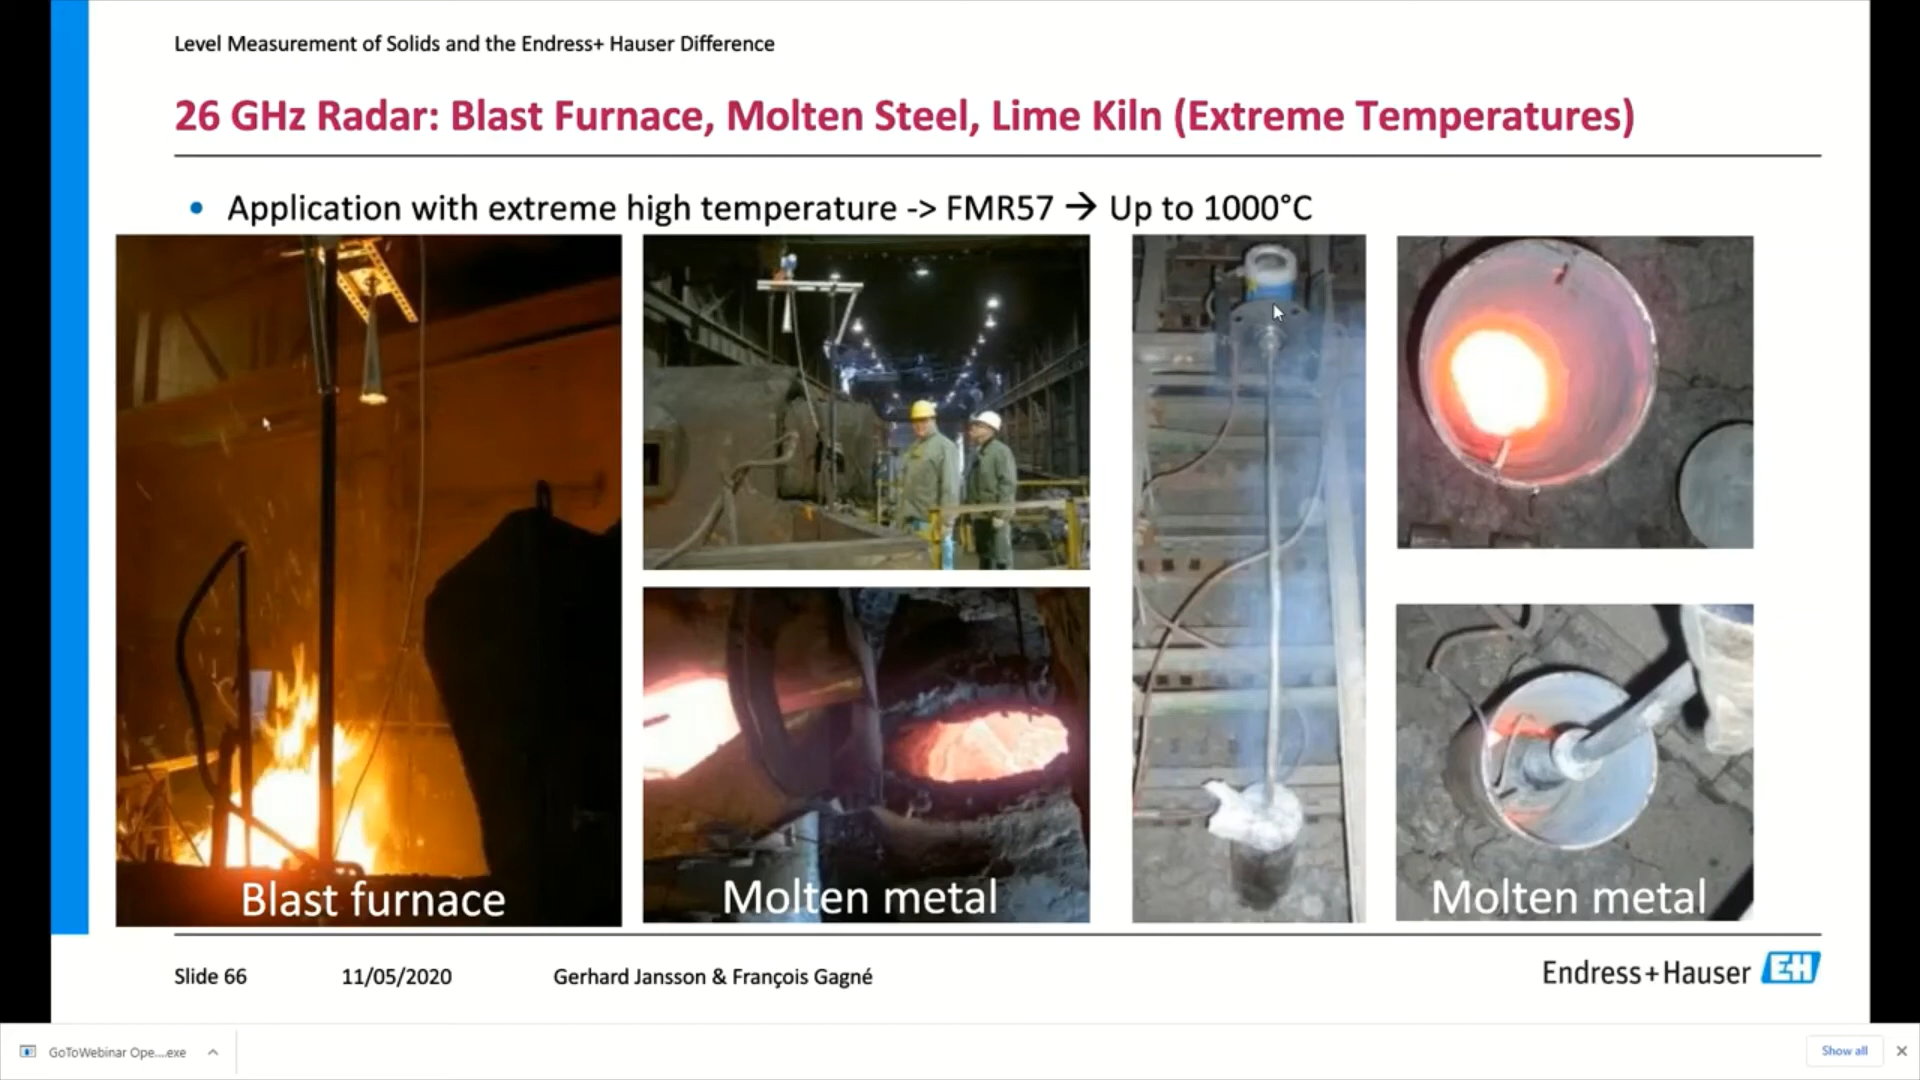 Level Measurement of Solids and the Endress+ Hauser Difference
26 GHz Radar: Blast Furnace, Molten Steel, Lime Kiln (Extreme Temperatures)
• Application with extreme high temperature -> FMR57 → Up to 1000°C
Blast furnace
Molten metal
Molten metal
Slide 66 11/05/2020 Gerhard Jansson & François Gagné
Endress+Hauser EH
GoToWebinar Ope....exe
Show all